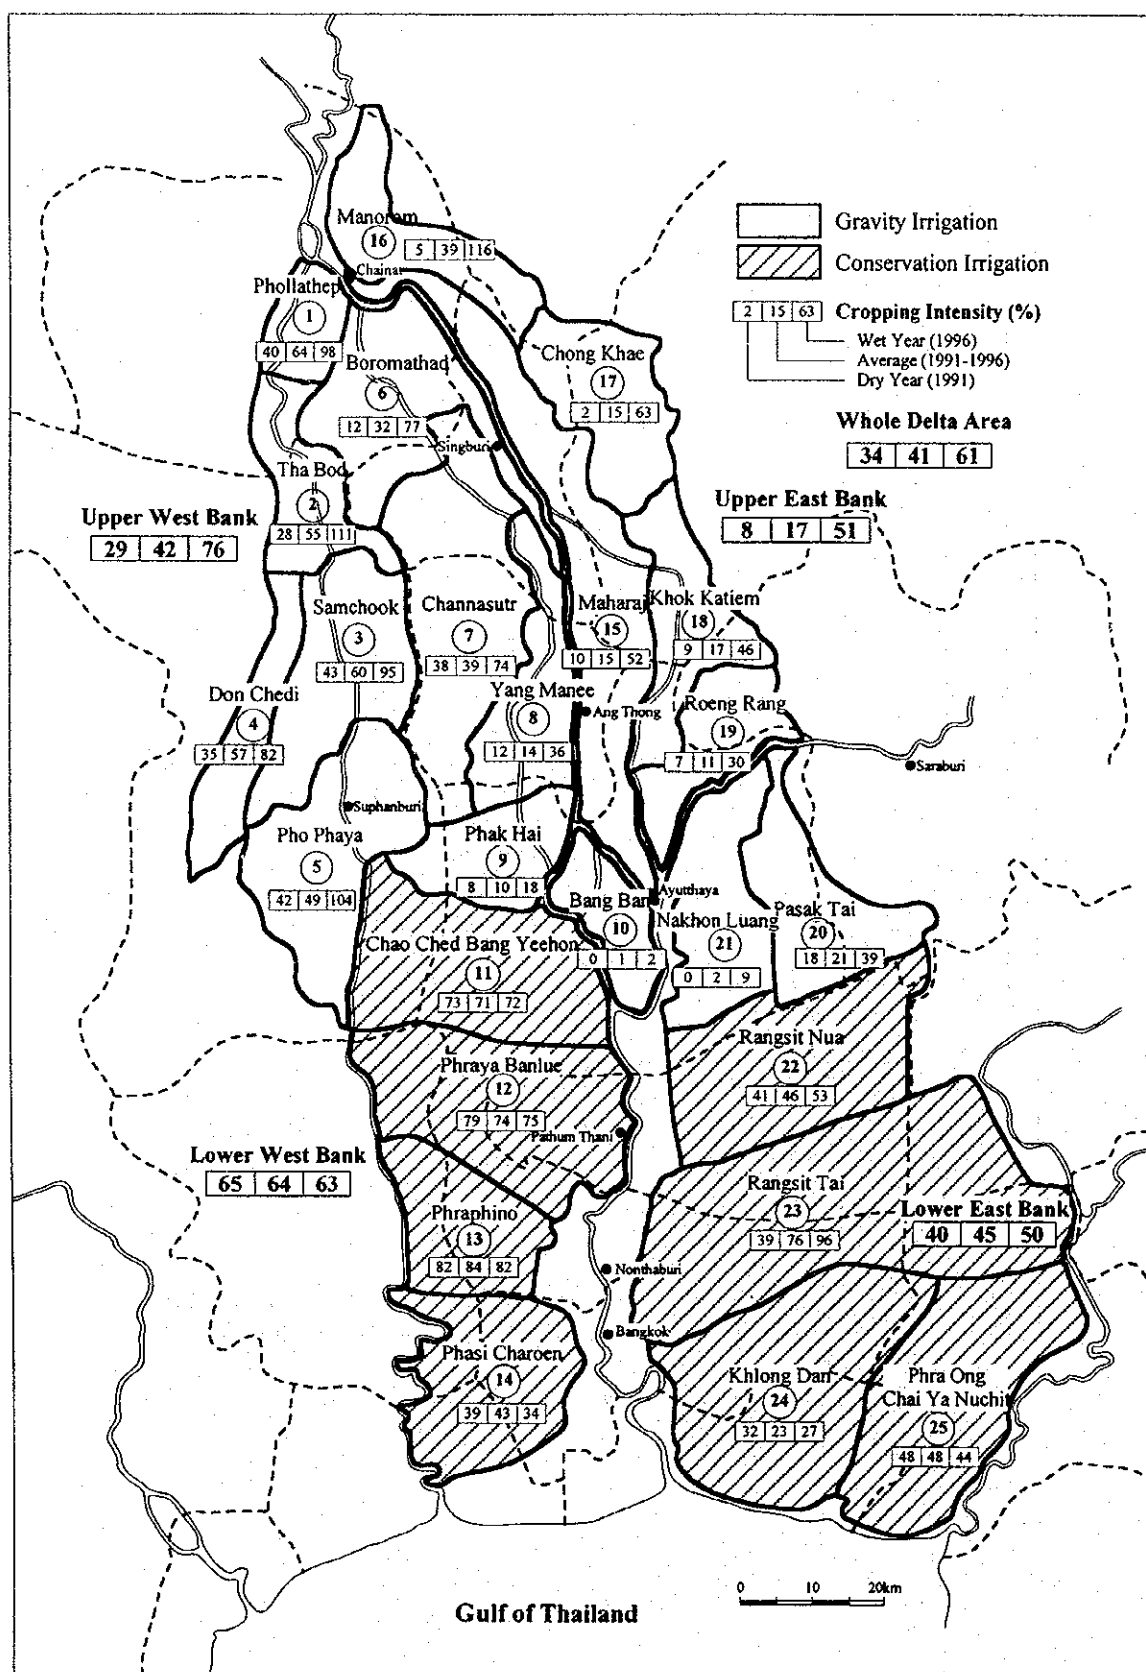 Manorom
16
5 39 116
Chainat
Phollathep
1
40 64 98
Boromathad
6
12 32 77
Singburi
Chong Khae
17
2 15 63
Gravity Irrigation
Conservation Irrigation
2 15 63 Cropping Intensity (%)
Wet Year (1996)
Average (1991-1996)
Dry Year (1991)
Whole Delta Area
34 41 61
Tha Bod
2
28 55 111
Upper West Bank
29 42 76
Upper East Bank
8 17 51
Samchook
3
43 60 95
Channasutr
7
38 39 74
Maharaj
15
10 15 52
Khok Katiem
18
9 17 46
Don Chedi
4
35 57 82
Yang Manee
8
12 14 36
Ang Thong
Roeng Rang
19
7 11 30
Saraburi
Suphanburi
Pho Phaya
5
42 49 104
Phak Hai
9
8 10 18
Bang Ban
10
0 1 2
Ayutthaya
Nakhon Luang
21
0 2 9
Pasak Tai
20
18 21 39
Chao Ched Bang Yeehon
11
73 71 72
Rangsit Nua
22
41 46 53
Phraya Banlue
12
79 74 75
Pathum Thani
Lower West Bank
65 64 63
Phraphino
13
82 84 82
Rangsit Tai
23
39 76 96
Lower East Bank
40 45 50
Nonthaburi
Bangkok
Phasi Charoen
14
39 43 34
Khlong Dan
24
32 23 27
Phra Ong
Chai Ya Nuchit
25
48 48 44
0 10 20km
Gulf of Thailand